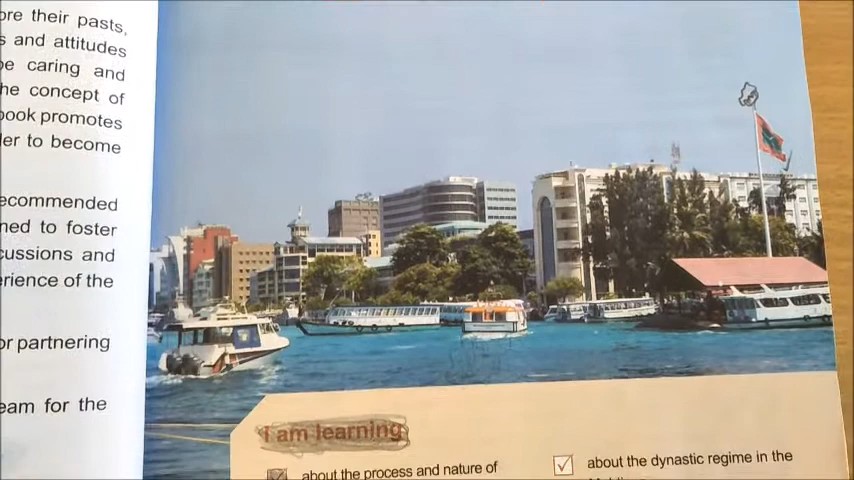 ore their pasts,
s and attitudes
be caring and
he concept of
book promotes
ler to become
ecommended
ned to foster
cussions and
erience of the
or partnering
eam for the
I am learning
about the process and nature of
about the dynastic regime in the